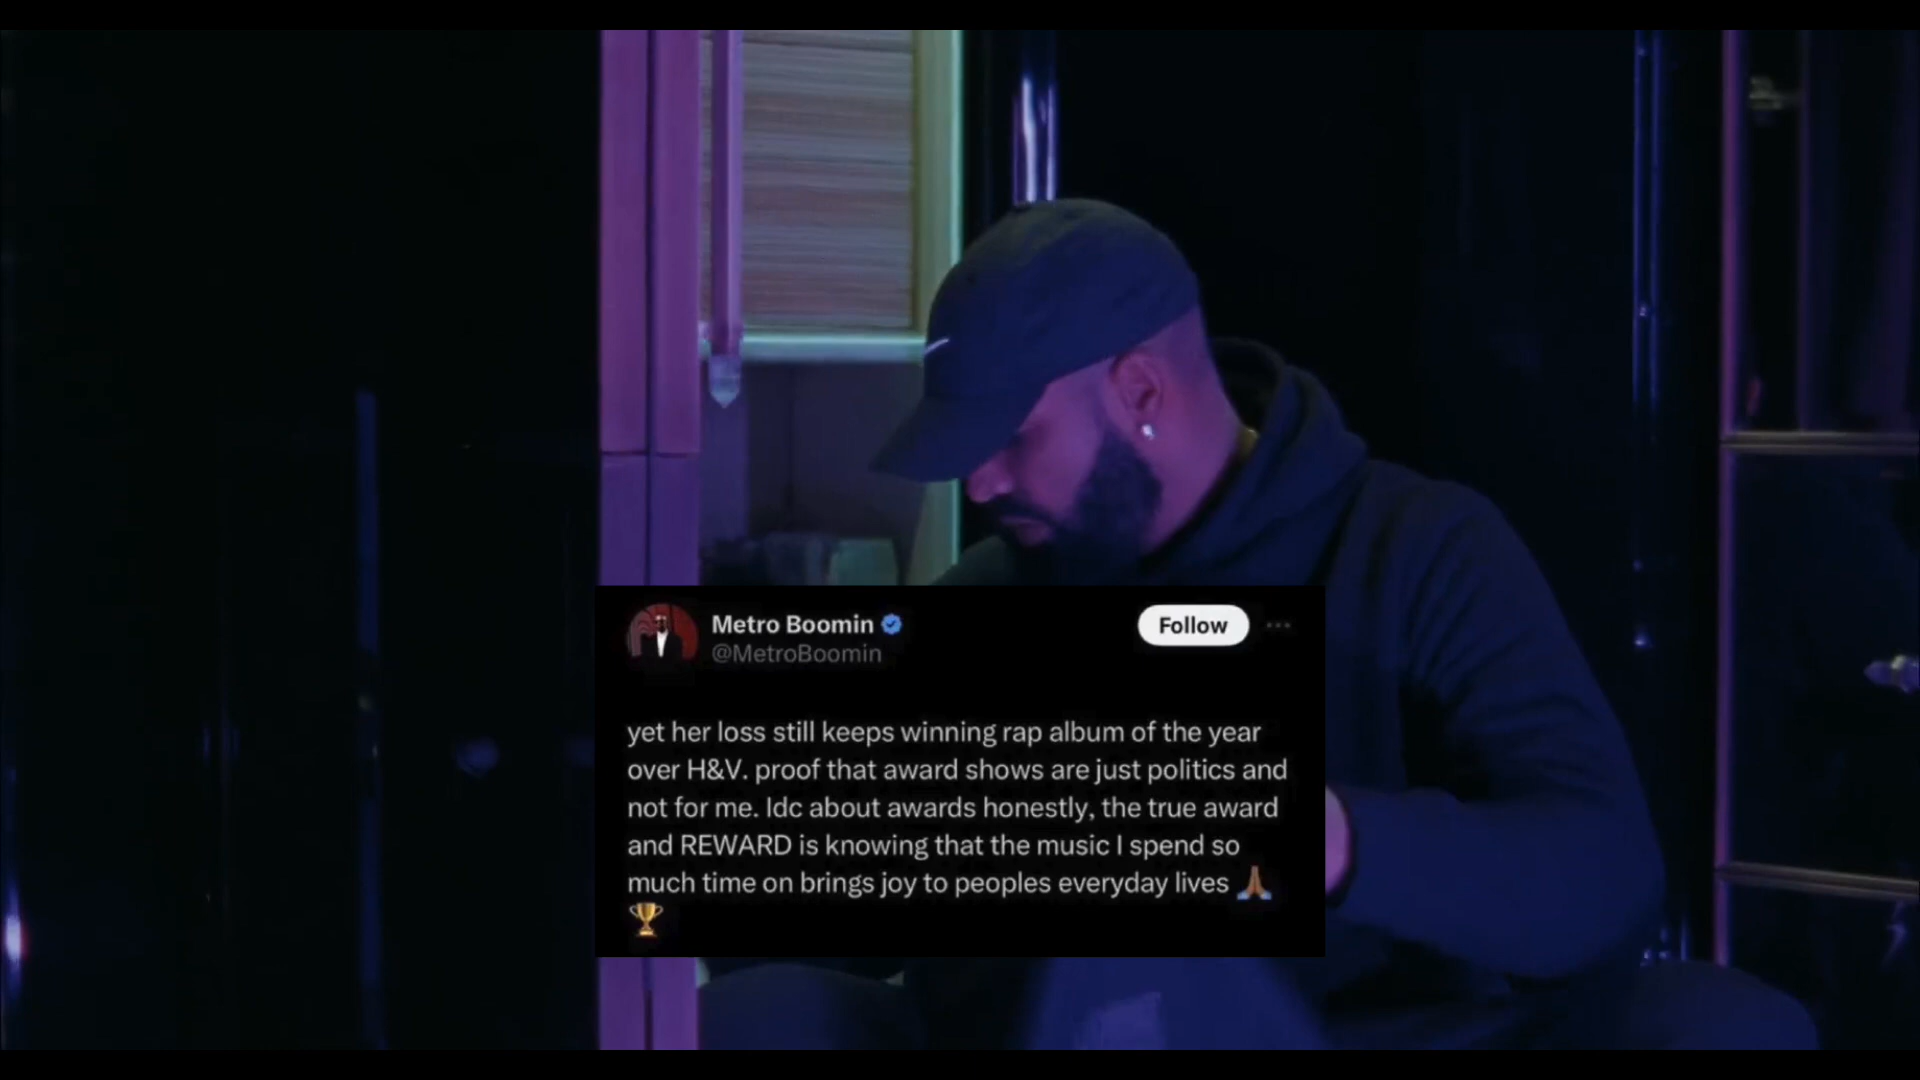 Metro Boomin
@MetroBoomin
Follow
yet her loss still keeps winning rap album of the year
over H&V. proof that award shows are just politics and
not for me. Idc about awards honestly, the true award
and REWARD is knowing that the music I spend so
much time on brings joy to peoples everyday lives 🙏🏾
🏆